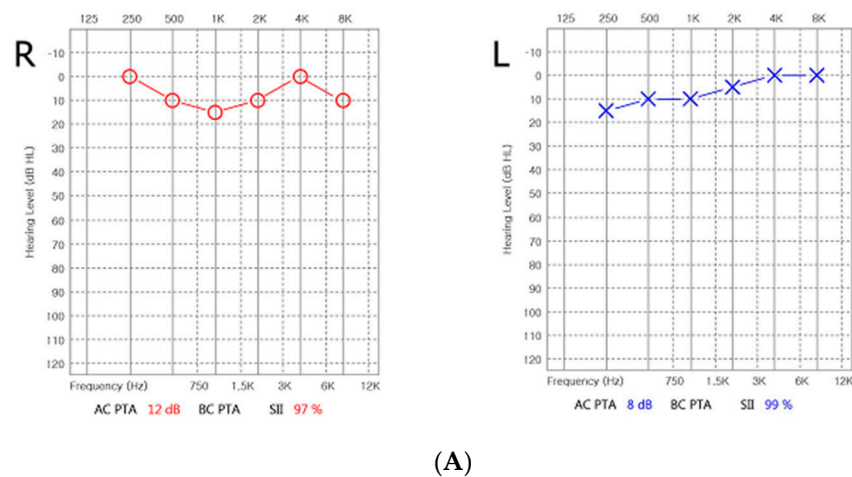 125 250 500 1K 2K 4K 8K
R
-10
0
10
20
30
40
50
60
70
80
90
100
110
120
Hearing Level (dB HL)
Frequency (Hz) 750 1.5K 3K 6K 12K
AC PTA 12 dB BC PTA SII 97 %
125 250 500 1K 2K 4K 8K
L
-10
0
10
20
30
40
50
60
70
80
90
100
110
120
Hearing Level (dB HL)
Frequency (Hz) 750 1.5K 3K 6K 12K
AC PTA 8 dB BC PTA SII 99 %
(A)